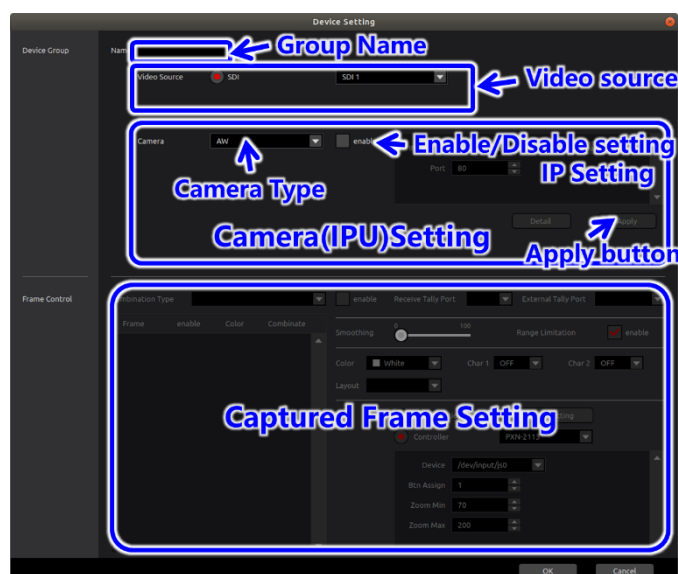 Device Setting
Device Group
Name
Group Name
Video Source
SDI
SDI 1
Video source
Camera
AW
enable
Enable/Disable setting
Port
80
IP Setting
Camera Type
Detail
Apply
Camera(IPU)Setting
Apply button
Frame Control
Combination Type
enable
Receive Tally Port
External Tally Port
Frame
enable
Color
Combinate
Smoothing
0
100
Range Limitation
enable
Color
White
Char 1
OFF
Char 2
OFF
Layout
Captured Frame Setting
Controller
PXN-2113
Device
/dev/input/js0
Btn Assign
1
Zoom Min
70
Zoom Max
200
OK
Cancel